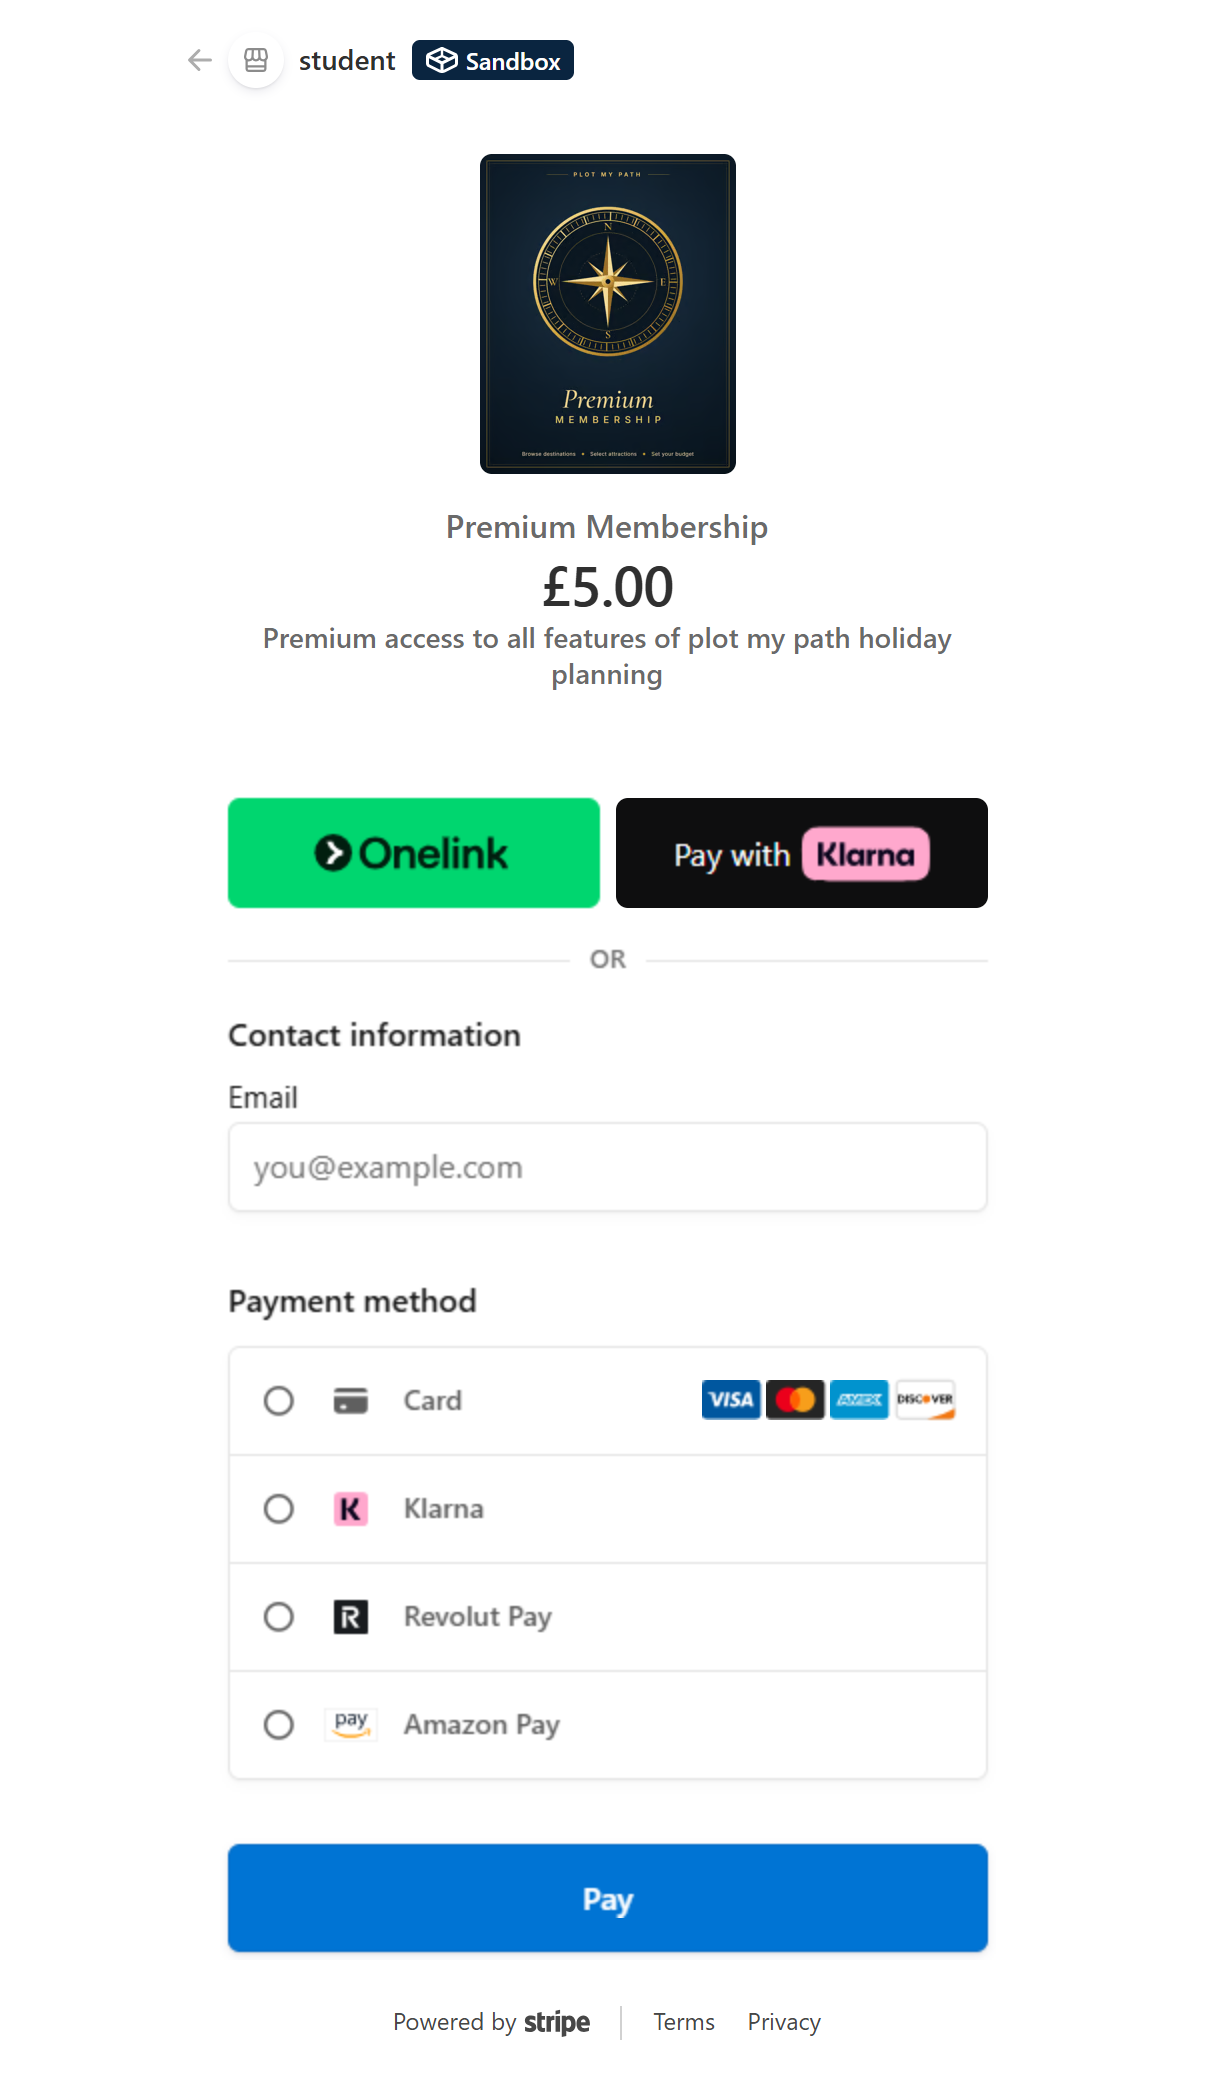 student Sandbox
PLOT MY PATH
N
W E
S
Premium
MEMBERSHIP
Browse destinations • Select attractions • Set your budget
Premium Membership
£5.00
Premium access to all features of plot my path holiday
planning
Onelink Pay with Klarna
OR
Contact information
Email
you@example.com
Payment method
Card VISA AMEX DISCOVER
K Klarna
R Revolut Pay
pay Amazon Pay
Pay
Powered by stripe Terms Privacy